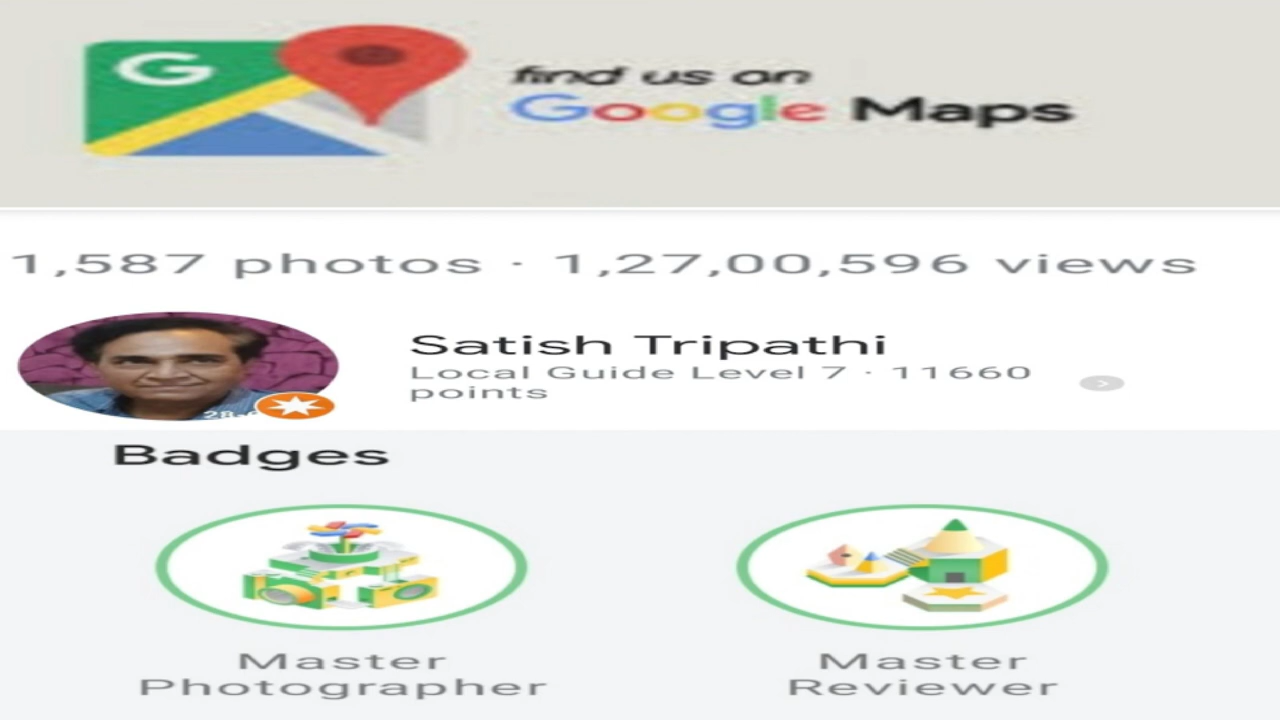 G
find us on
Google Maps
1,587 photos · 1,27,00,596 views
Satish Tripathi
Local Guide Level 7 · 11660
points
Badges
Master
Photographer
Master
Reviewer